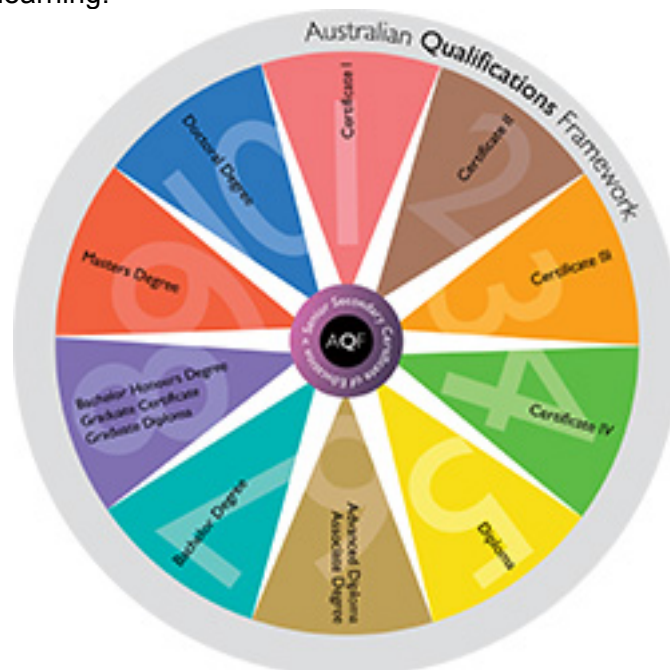 learning.
Australian Qualifications Framework
1
Certificate I
2
Certificate II
3
Certificate III
4
Certificate IV
5
Diploma
6
Advanced Diploma
Associate Degree
7
Bachelor Degree
8
Bachelor Honours Degree
Graduate Certificate
Graduate Diploma
9
Masters Degree
10
Doctoral Degree
Senior Secondary Certificate of Education •
AQF